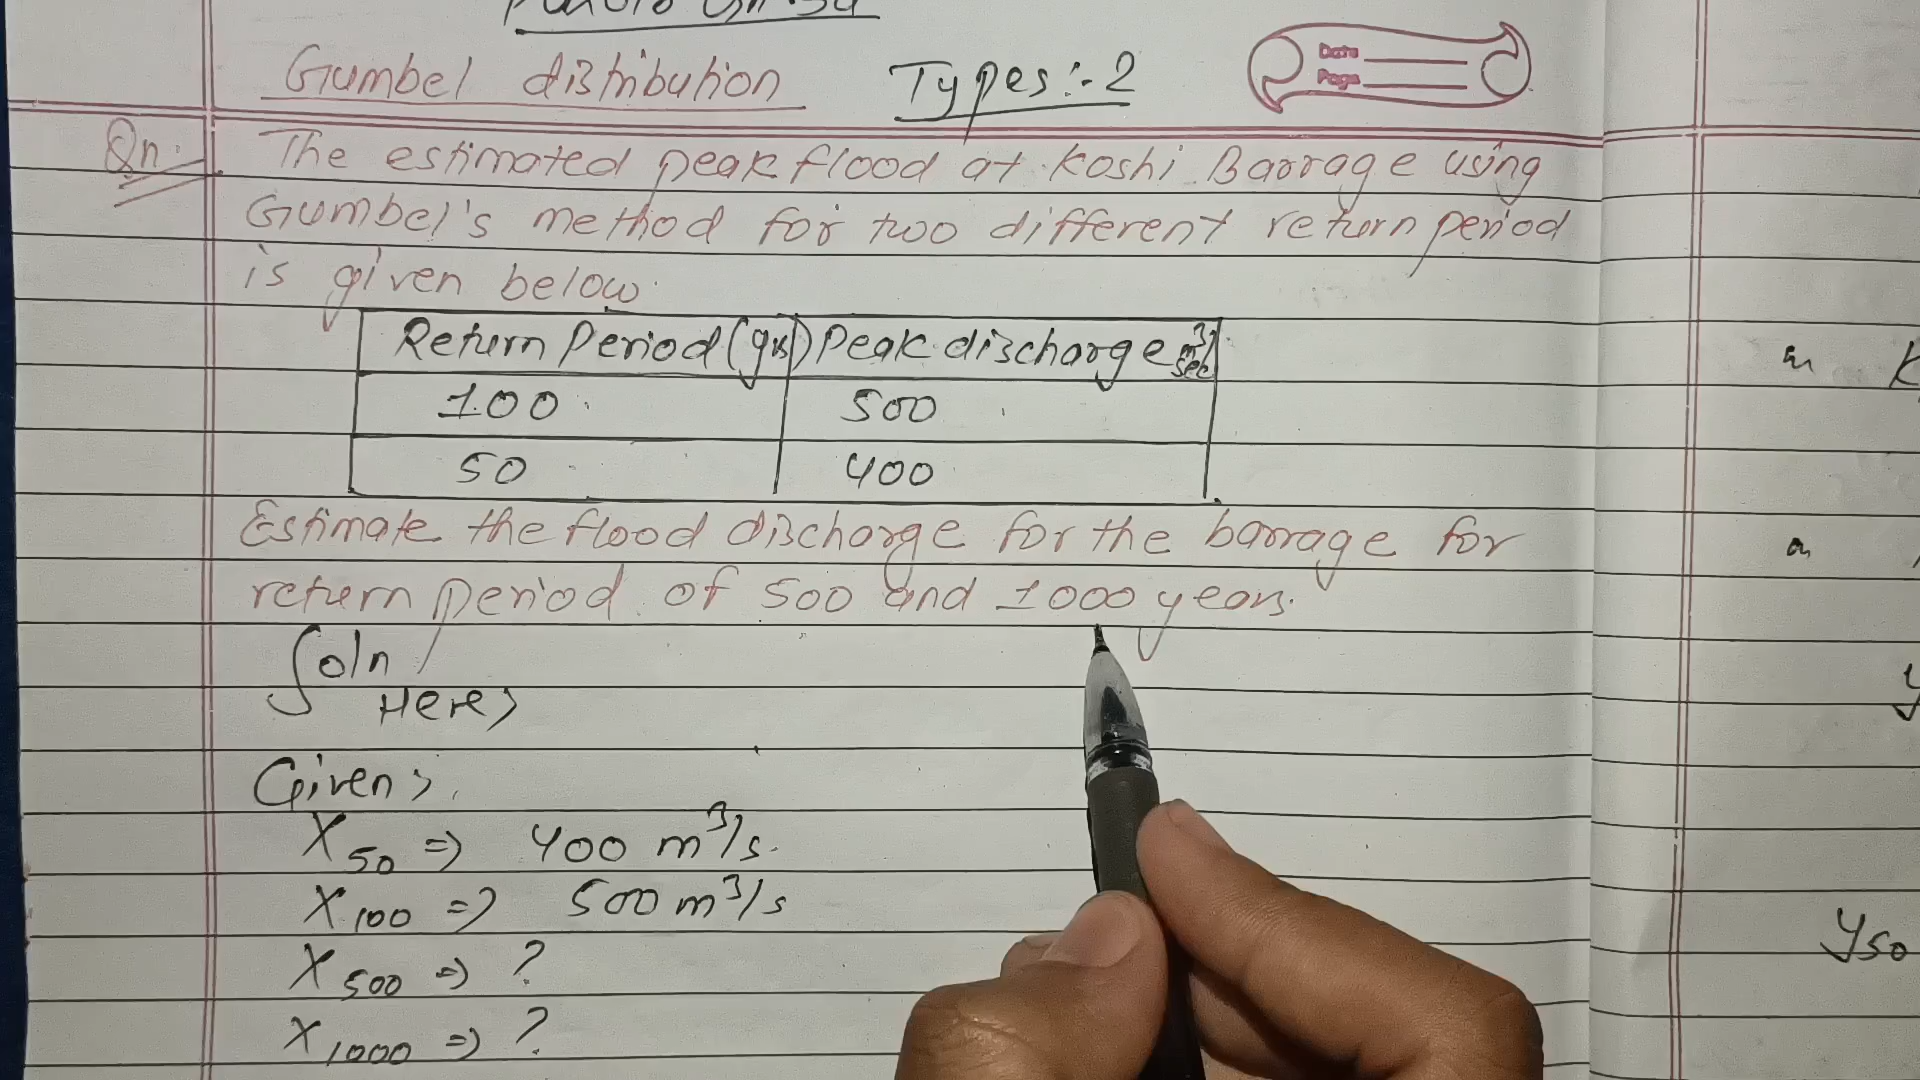 Gumbel distribution Types:-2
Date
Page
Qn. The estimated peak flood at Koshi Barrage using
Gumbel's method for two different return period
is given below.
Return Period (yrs) Peak discharge m³/sec
100 500
50 400
Estimate the flood discharge for the barrage for
return period of 500 and 1000 years.
Soln
Here,
Given,
X50 => 400 m³/s.
X100 => 500 m³/s
X500 => ?
X1000 => ?
y50